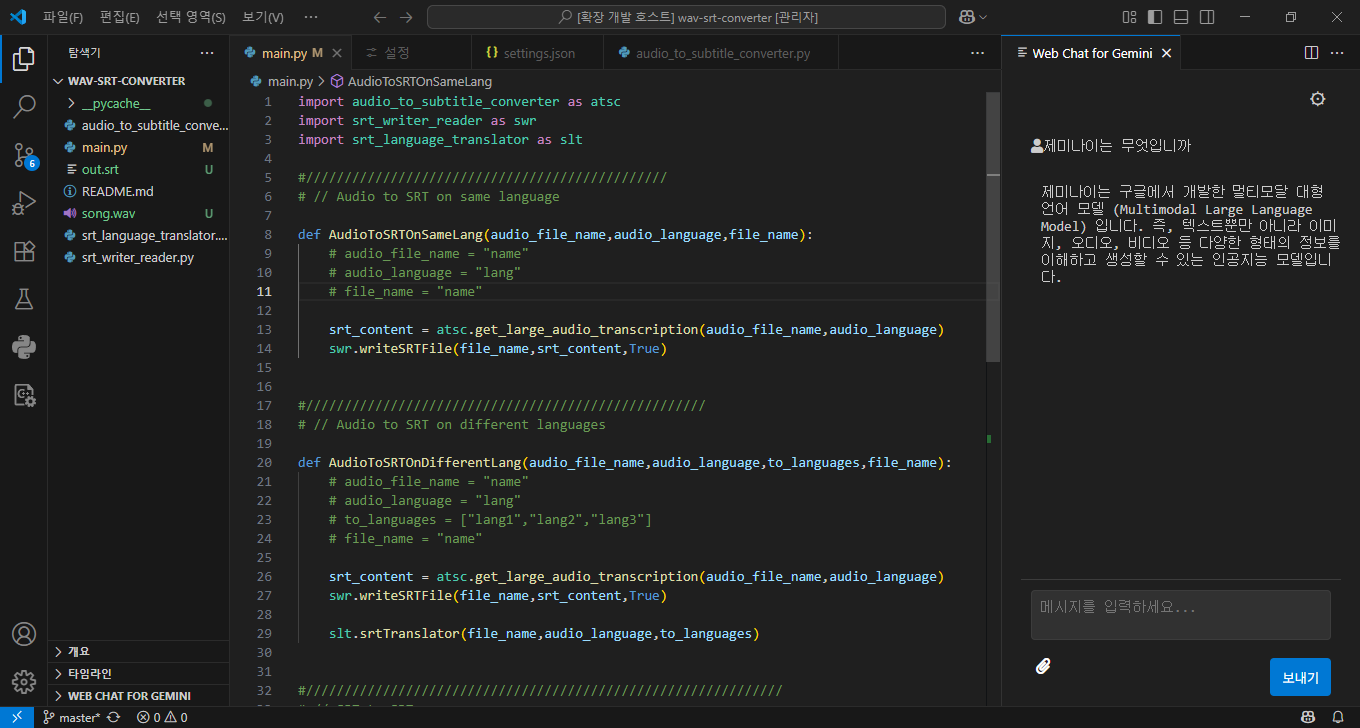 파일(F) 편집(E) 선택 영역(S) 보기(V) ···
[확장 개발 호스트] wav-srt-converter [관리자]
탐색기 ···
WAV-SRT-CONVERTER
__pycache__
audio_to_subtitle_conve...
main.py M
out.srt U
README.md
song.wav U
srt_language_translator....
srt_writer_reader.py
개요
타임라인
WEB CHAT FOR GEMINI
6
main.py M
설정
{} settings.json
audio_to_subtitle_converter.py
···
main.py > AudioToSRTOnSameLang
1 import audio_to_subtitle_converter as atsc
2 import srt_writer_reader as swr
3 import srt_language_translator as slt
4
5 #///////////////////////////////////////////////
6 # // Audio to SRT on same language
7
8 def AudioToSRTOnSameLang(audio_file_name,audio_language,file_name):
9 # audio_file_name = "name"
10 # audio_language = "lang"
11 # file_name = "name"
12
13 srt_content = atsc.get_large_audio_transcription(audio_file_name,audio_language)
14 swr.writeSRTFile(file_name,srt_content,True)
15
16
17 #////////////////////////////////////////////////////
18 # // Audio to SRT on different languages
19
20 def AudioToSRTOnDifferentLang(audio_file_name,audio_language,to_languages,file_name):
21 # audio_file_name = "name"
22 # audio_language = "lang"
23 # to_languages = ["lang1","lang2","lang3"]
24 # file_name = "name"
25
26 srt_content = atsc.get_large_audio_transcription(audio_file_name,audio_language)
27 swr.writeSRTFile(file_name,srt_content,True)
28
29 slt.srtTranslator(file_name,audio_language,to_languages)
30
31
32 #//////////////////////////////////////////////////////////////
Web Chat for Gemini
···
제미나이는 무엇입니까
제미나이는 구글에서 개발한 멀티모달 대형
언어 모델 (Multimodal Large Language
Model) 입니다. 즉, 텍스트뿐만 아니라 이미
지, 오디오, 비디오 등 다양한 형태의 정보를
이해하고 생성할 수 있는 인공지능 모델입니
다.
메시지를 입력하세요...
보내기
master* 0 0